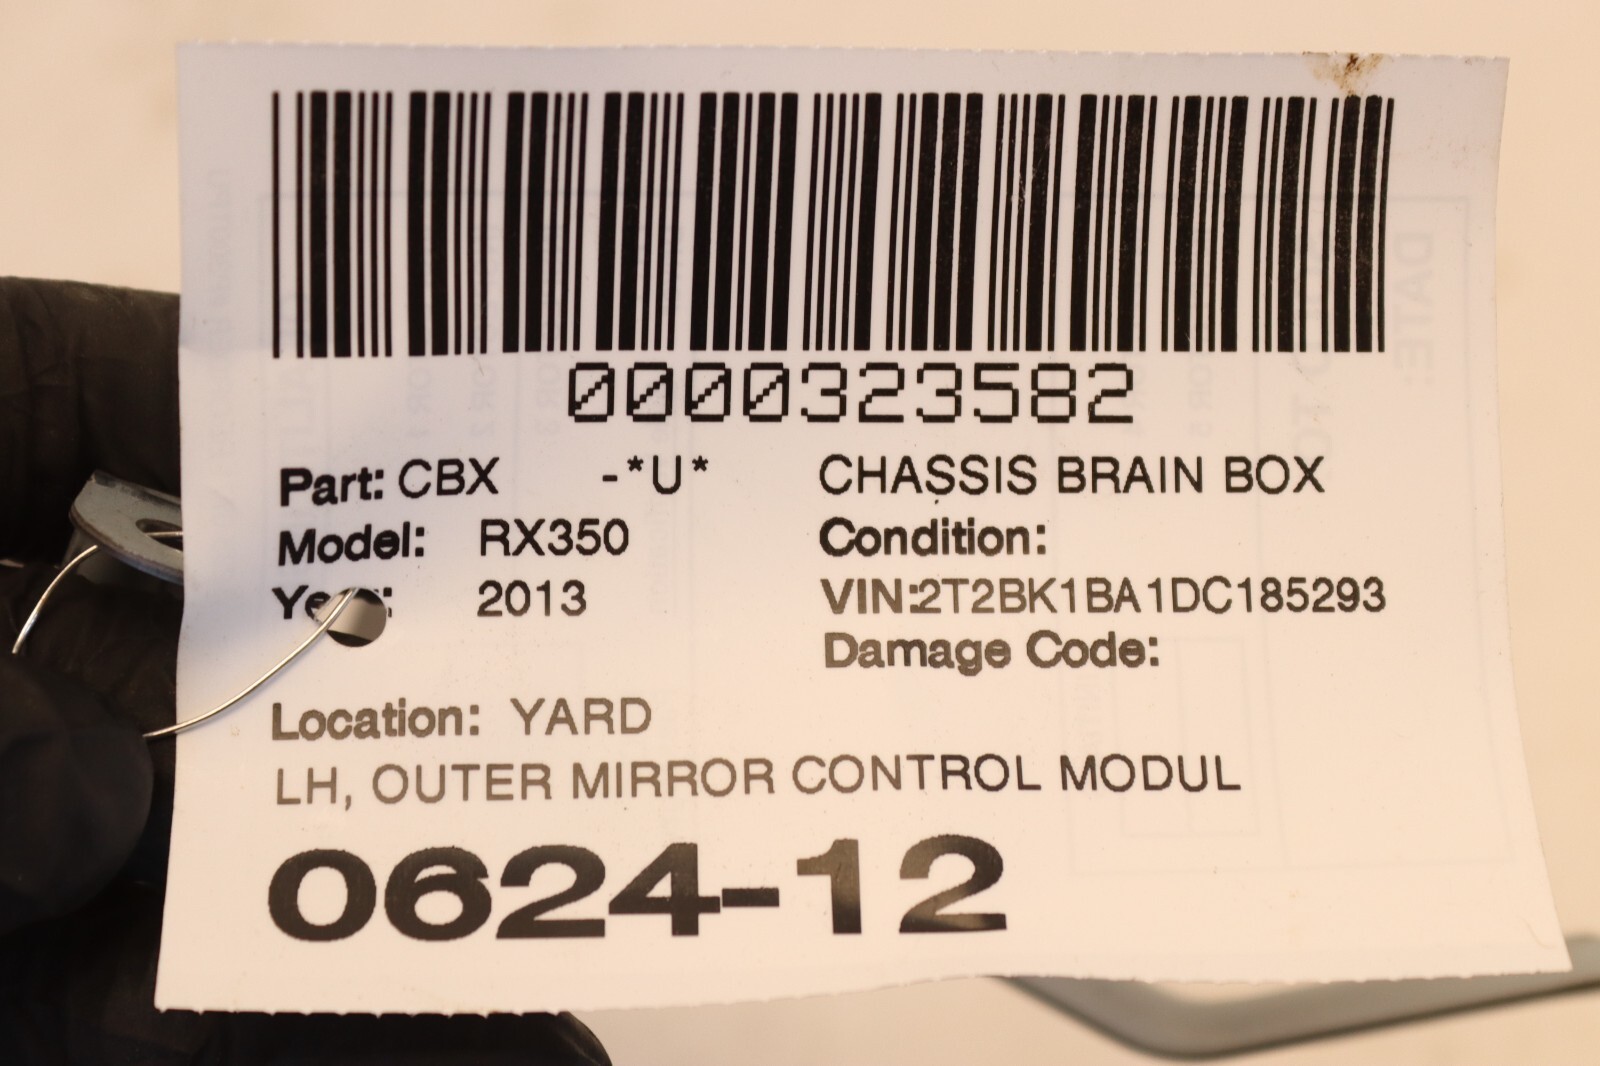 0000323582
Part: CBX -*U* CHASSIS BRAIN BOX
Model: RX350 Condition:
2013 VIN:2T2BK1BA1DC185293
Damage Code:
Location: YARD
LH, OUTER MIRROR CONTROL MODUL
0624-12
DATE: